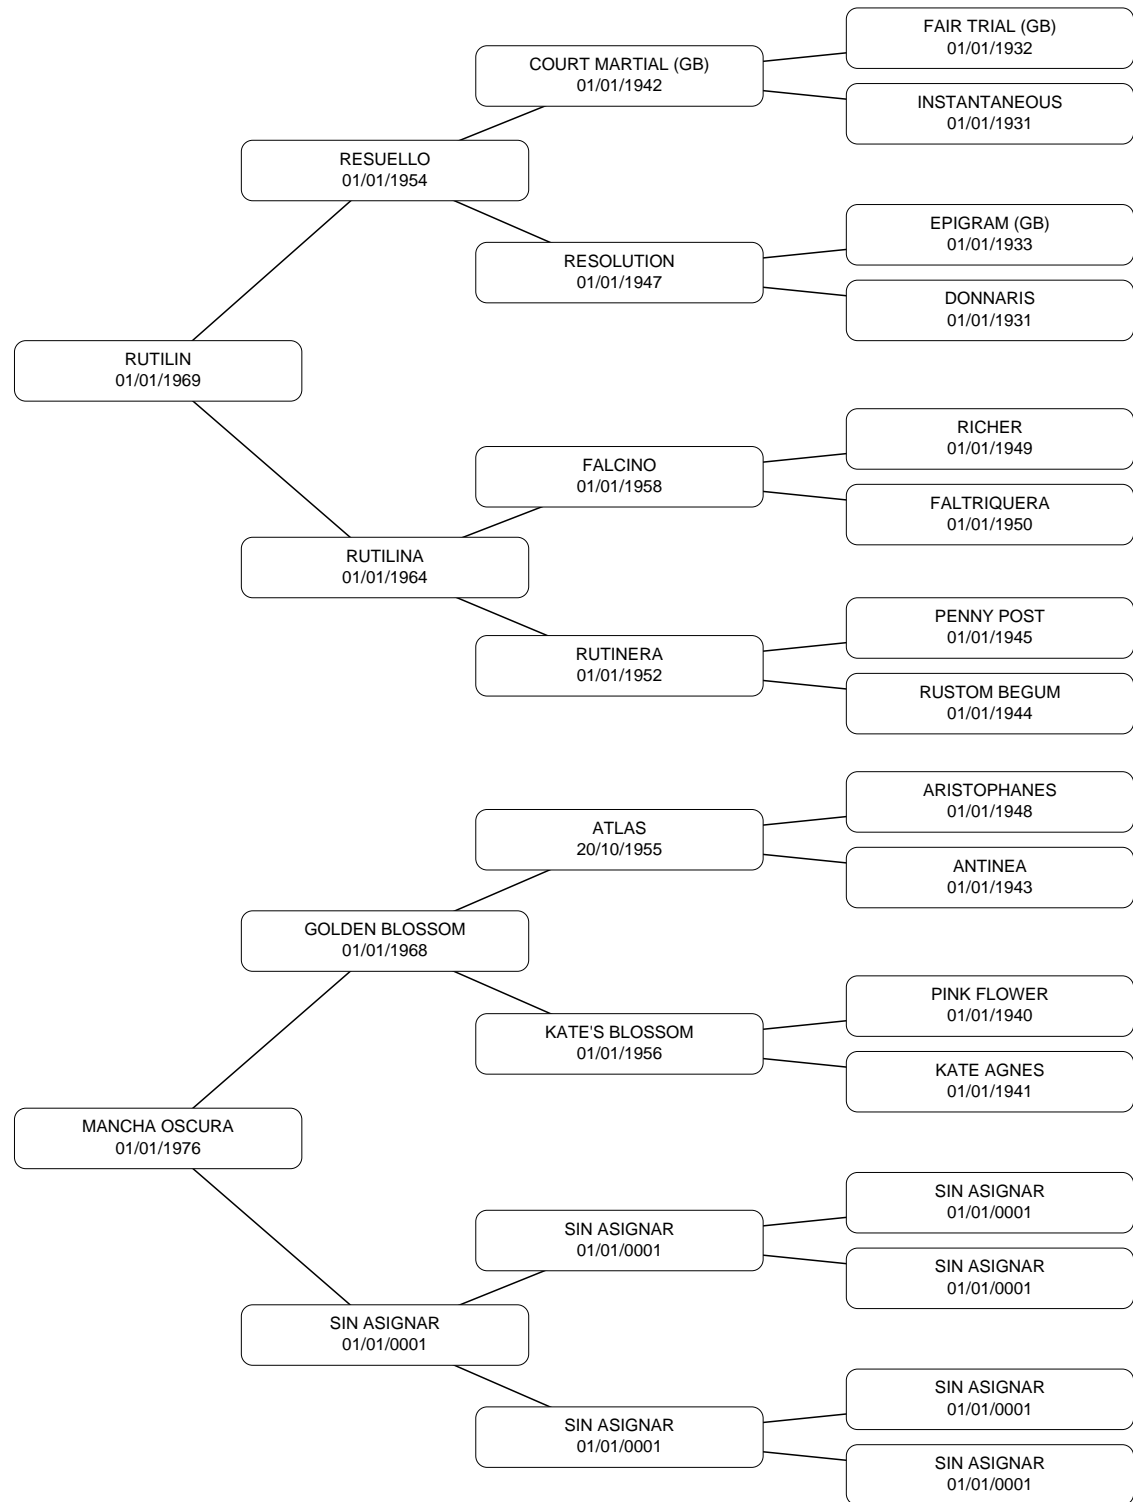 FAIR TRIAL (GB)
01/01/1932
COURT MARTIAL (GB)
01/01/1942
INSTANTANEOUS
01/01/1931
RESUELLO
01/01/1954
EPIGRAM (GB)
01/01/1933
RESOLUTION
01/01/1947
DONNARIS
01/01/1931
RUTILIN
01/01/1969
RICHER
01/01/1949
FALCINO
01/01/1958
FALTRIQUERA
01/01/1950
RUTILINA
01/01/1964
PENNY POST
01/01/1945
RUTINERA
01/01/1952
RUSTOM BEGUM
01/01/1944
ARISTOPHANES
01/01/1948
ATLAS
20/10/1955
ANTINEA
01/01/1943
GOLDEN BLOSSOM
01/01/1968
PINK FLOWER
01/01/1940
KATE'S BLOSSOM
01/01/1956
KATE AGNES
01/01/1941
MANCHA OSCURA
01/01/1976
SIN ASIGNAR
01/01/0001
SIN ASIGNAR
01/01/0001
SIN ASIGNAR
01/01/0001
SIN ASIGNAR
01/01/0001
SIN ASIGNAR
01/01/0001
SIN ASIGNAR
01/01/0001
SIN ASIGNAR
01/01/0001